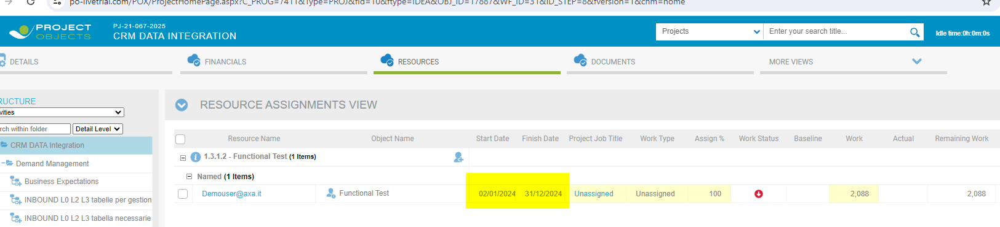 po-livetrial.com/POX/ProjectHomePage.aspx?C_PROG=7411&Type=PROJ&fid=10&ftype=IDEA&OBJ_ID=17887&WF_ID=31&ID_STEP=8&fversion=1&chm=home
PROJECT
OBJECTS
PJ-21-067-2025
CRM DATA INTEGRATION
Projects
Enter your search title...
Idle time:0h:0m:0s
DETAILS
FINANCIALS
RESOURCES
DOCUMENTS
MORE VIEWS
RUCTURE
vities
rch within folder
Detail Level
CRM DATA Integration
Demand Management
Business Expectations
INBOUND L0 L2 L3 tabelle per gestion
INBOUND L0 L2 L3 tabella necessarie
RESOURCE ASSIGNMENTS VIEW
Resource Name Object Name Start Date Finish Date Project Job Title Work Type Assign % Work Status Baseline Work Actual Remaining Work
1.3.1.2 - Functional Test (1 Items)
Named (1 Items)
Demouser@axa.it Functional Test 02/01/2024 31/12/2024 Unassigned Unassigned 100 2,088 2,088